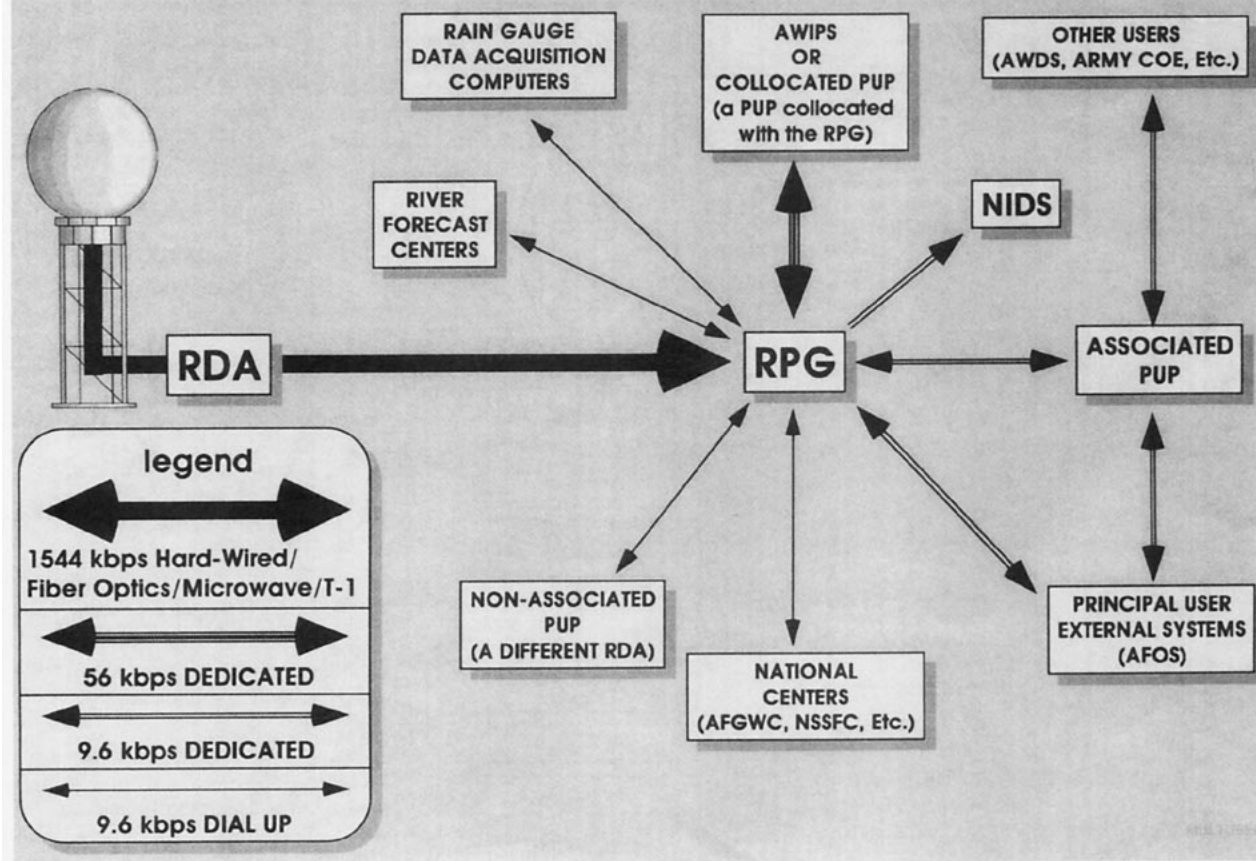 RAIN GAUGE
DATA ACQUISITION
COMPUTERS
AWIPS
OR
COLLOCATED PUP
(a PUP collocated
with the RPG)
OTHER USERS
(AWDS, ARMY COE, Etc.)
RIVER
FORECAST
CENTERS
NIDS
RDA
RPG
ASSOCIATED
PUP
legend
1544 kbps Hard-Wired/
Fiber Optics/Microwave/T-1
56 kbps DEDICATED
9.6 kbps DEDICATED
9.6 kbps DIAL UP
NON-ASSOCIATED
PUP
(A DIFFERENT RDA)
NATIONAL
CENTERS
(AFGWC, NSSFC, Etc.)
PRINCIPAL USER
EXTERNAL SYSTEMS
(AFOS)